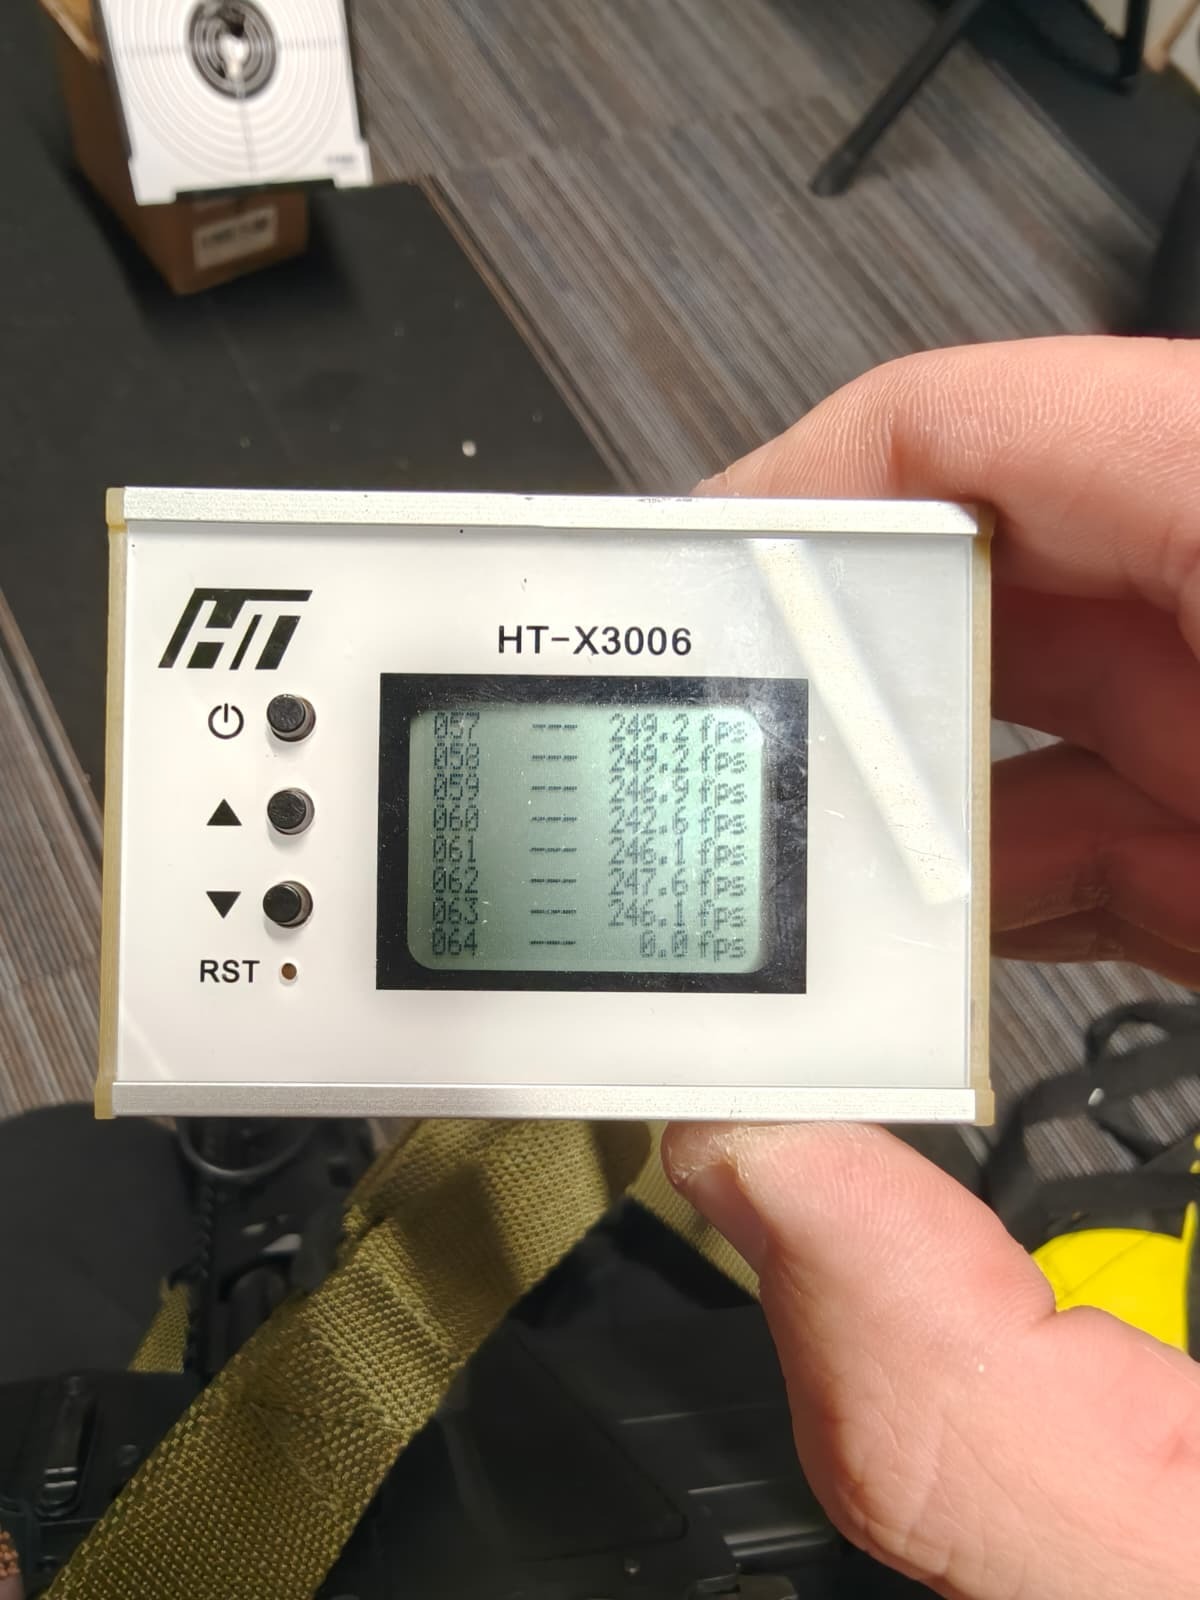 HT
HT-X3006
057 ---- 249.2 fps
058 ---- 249.2 fps
059 ---- 246.9 fps
060 ---- 242.6 fps
061 ---- 246.1 fps
062 ---- 247.6 fps
063 ---- 246.1 fps
064 ---- 0.0 fps
RST